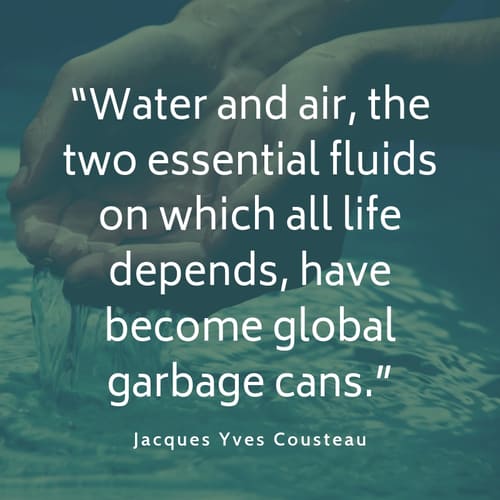 “Water and air, the
two essential fluids
on which all life
depends, have
become global
garbage cans.”
Jacques Yves Cousteau